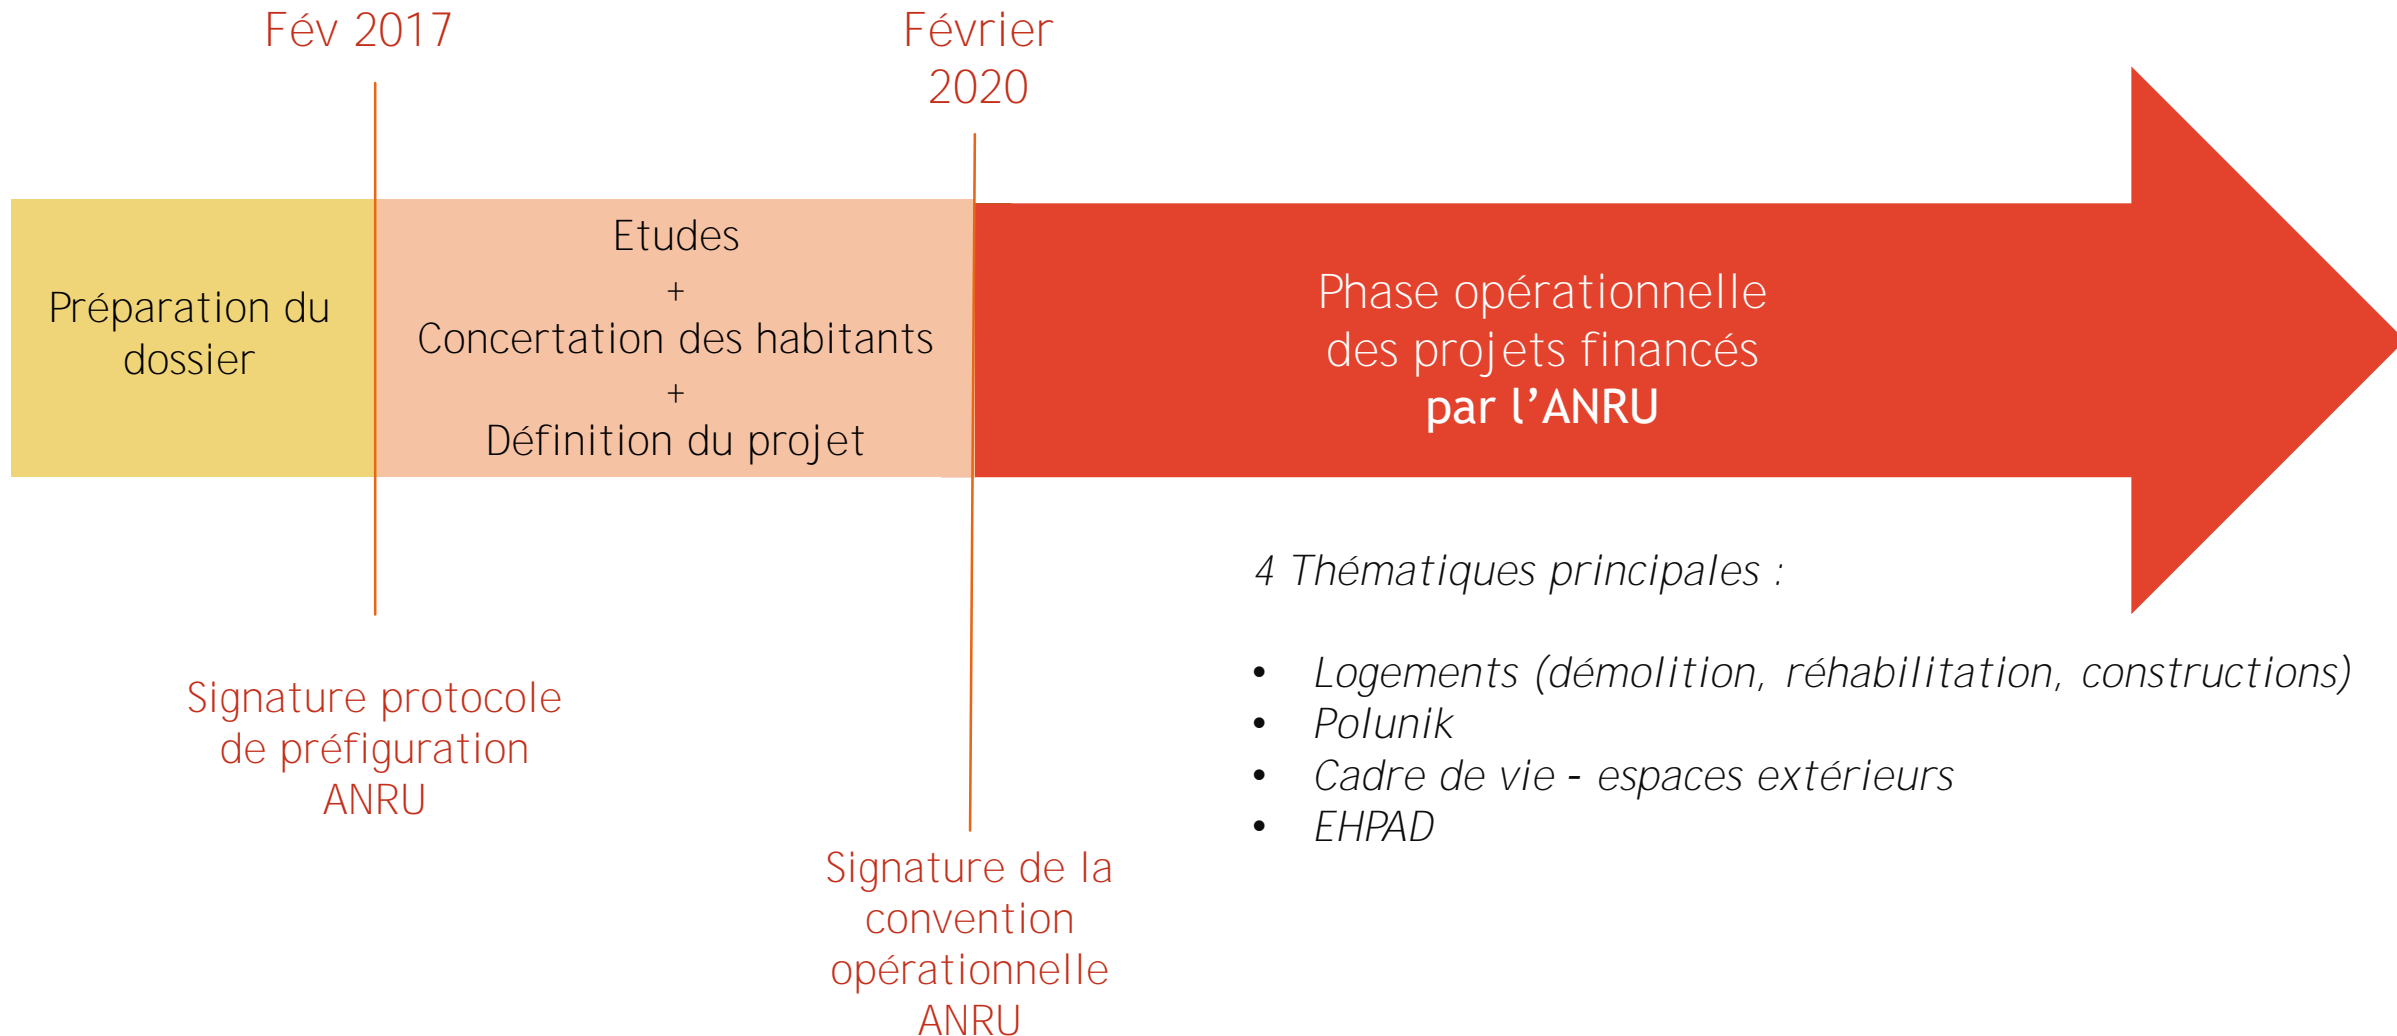 Fév 2017
Février
2020
Préparation du
dossier
Etudes
+
Concertation des habitants
+
Définition du projet
Phase opérationnelle
des projets financés
par l’ANRU
Signature protocole
de préfiguration
ANRU
Signature de la
convention
opérationnelle
ANRU
4 Thématiques principales :
• Logements (démolition, réhabilitation, constructions)
• Polunik
• Cadre de vie - espaces extérieurs
• EHPAD